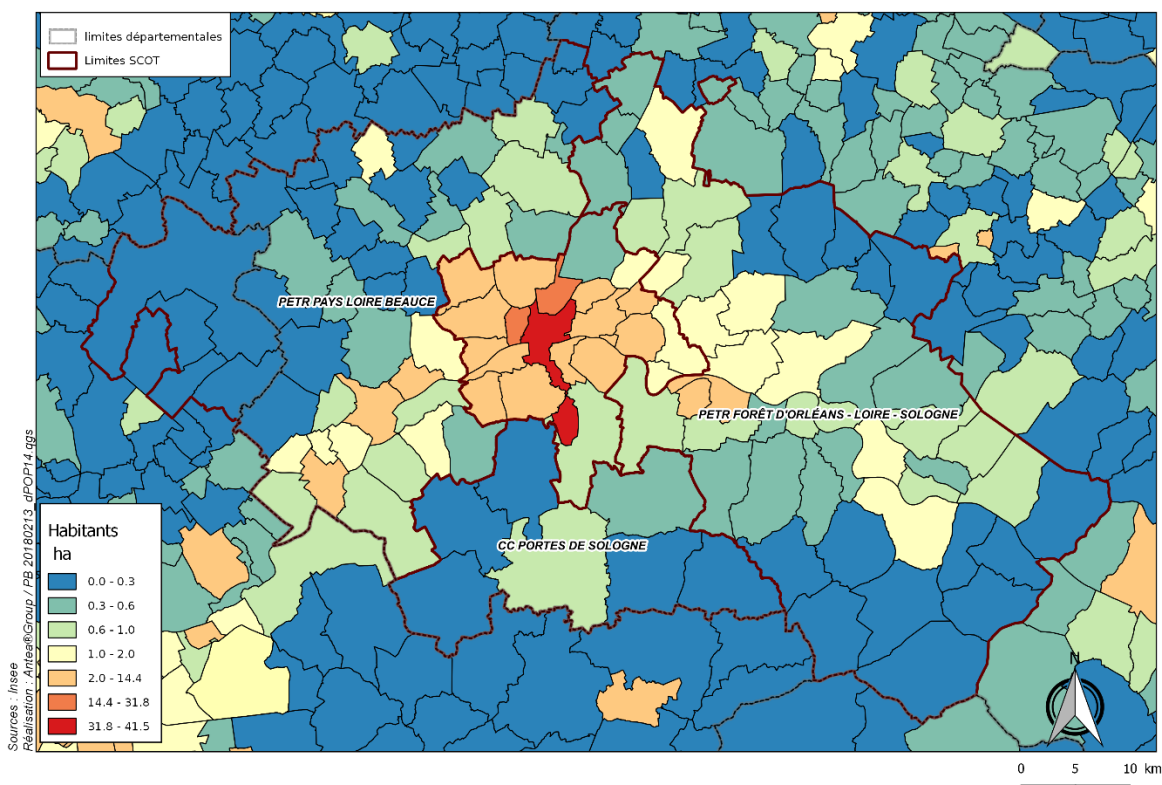 limites départementales
Limites SCOT
PETR PAYS LOIRE BEAUCE
PETR FORÊT D'ORLÉANS - LOIRE - SOLOGNE
CC PORTES DE SOLOGNE
Habitants
ha
0.0 - 0.3
0.3 - 0.6
0.6 - 1.0
1.0 - 2.0
2.0 - 14.4
14.4 - 31.8
31.8 - 41.5
Sources : Insee
Réalisation : Antea®Group / PB 20180213_dPOP14.qgs
N
0 5 10 km